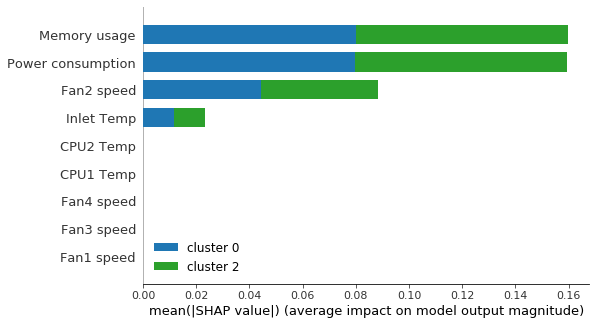 Memory usage
Power consumption
Fan2 speed
Inlet Temp
CPU2 Temp
CPU1 Temp
Fan4 speed
Fan3 speed
Fan1 speed
cluster 0
cluster 2
0.00 0.02 0.04 0.06 0.08 0.10 0.12 0.14 0.16
mean(|SHAP value|) (average impact on model output magnitude)